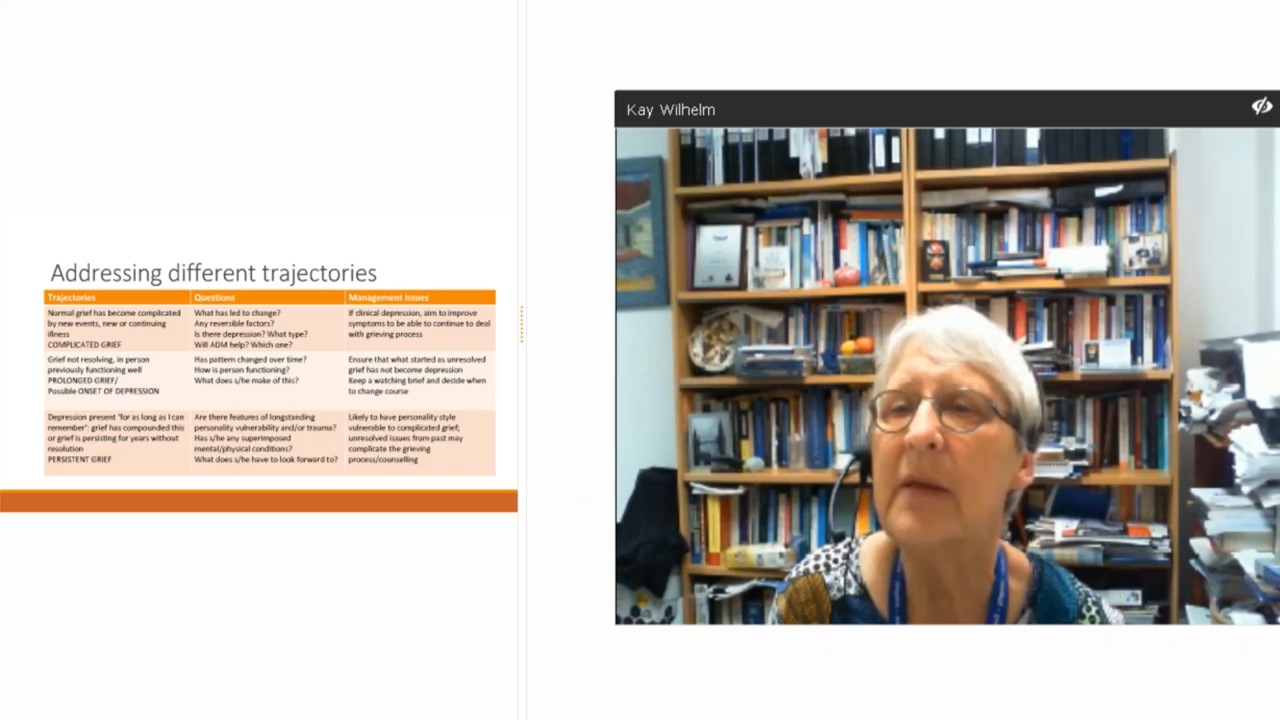 Addressing different trajectories
Trajectories
Questions
Management issues
Normal grief has become complicated
by new events, new or continuing
illness
COMPLICATED GRIEF
What has led to change?
Any reversible factors?
Is there depression? What type?
Will ADM help? Which one?
If clinical depression, aim to improve
symptoms to be able to continue to deal
with grieving process
Grief not resolving, in person
previously functioning well
PROLONGED GRIEF/
Possible ONSET OF DEPRESSION
Has pattern changed over time?
How is person functioning?
What does s/he make of this?
Ensure that what started as unresolved
grief has not become depression
Keep a watching brief and decide when
to change course
Depression present 'for as long as I can
remember': grief has compounded this
or grief is persisting for years without
resolution
PERSISTENT GRIEF
Are there features of longstanding
personality vulnerability and/or trauma?
Has s/he any superimposed
mental/physical conditions?
What does s/he have to look forward to?
Likely to have personality style
vulnerable to complicated grief;
unresolved issues from past may
complicate the grieving
process/counselling
Kay Wilhelm